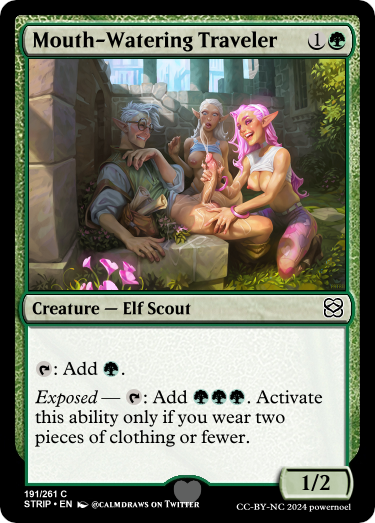 Mouth-Watering Traveler 1
Creature — Elf Scout
: Add .
Exposed — : Add . Activate
this ability only if you wear two
pieces of clothing or fewer.
1/2
191/261 C
STRIP • EN @CALMDRAWS ON TWITTER
CC-BY-NC 2024 powernoel